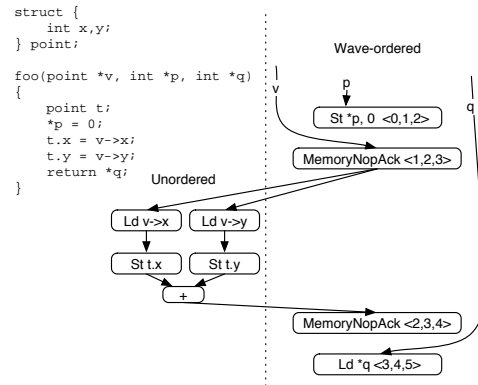 struct {
    int x,y;
} point;
foo(point *v, int *p, int *q)
{
    point t;
    *p = 0;
    t.x = v->x;
    t.y = v->y;
    return *q;
}
Wave-ordered
v
p
q
St *p, 0 <0,1,2>
MemoryNopAck <1,2,3>
Unordered
Ld v->x
Ld v->y
St t.x
St t.y
+
MemoryNopAck <2,3,4>
Ld *q <3,4,5>